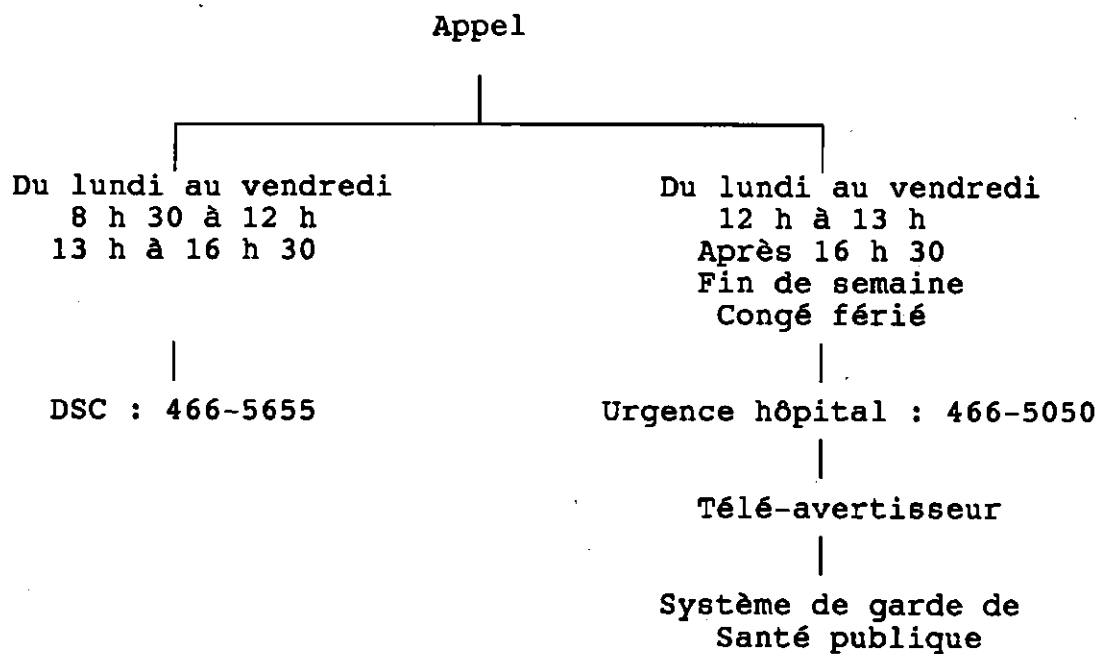 Appel
Du lundi au vendredi
8 h 30 à 12 h
13 h à 16 h 30
DSC : 466-5655
Du lundi au vendredi
12 h à 13 h
Après 16 h 30
Fin de semaine
Congé férié
Urgence hôpital : 466-5050
Télé-avertisseur
Système de garde de
Santé publique